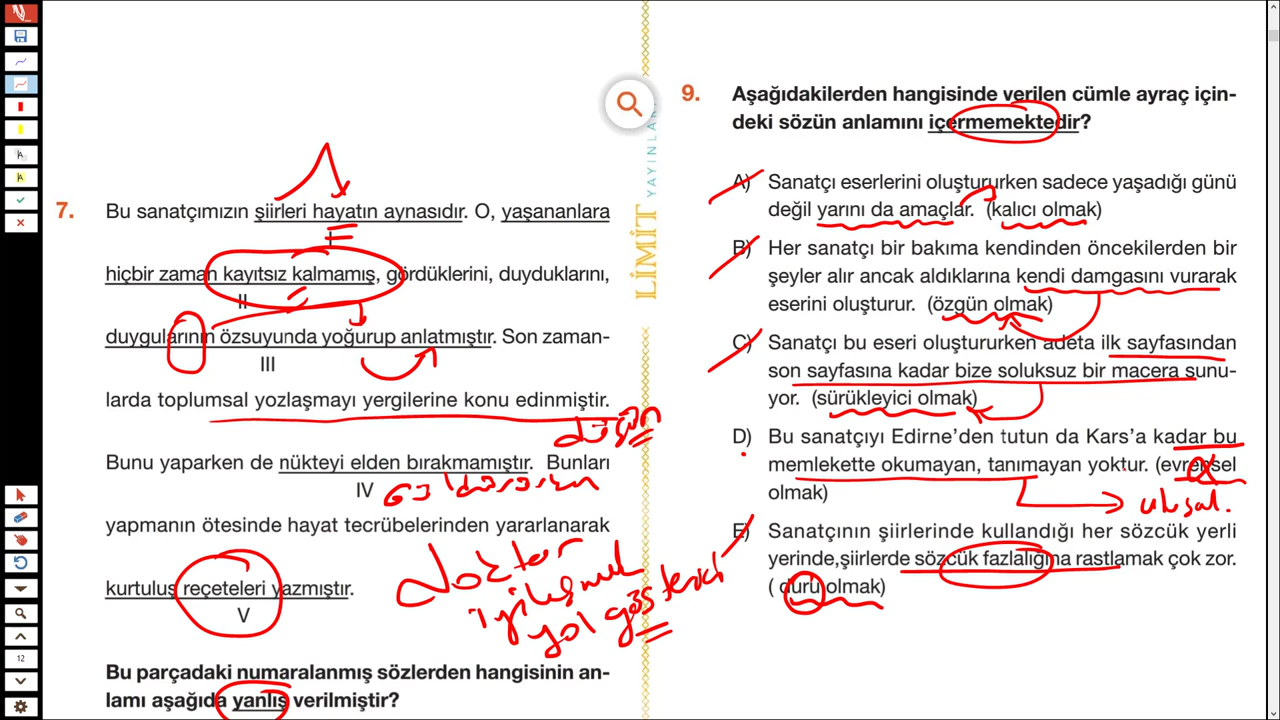 7.
Bu sanatçımızın şiirleri hayatın aynasıdır. O, yaşananlara
I
hiçbir zaman kayıtsız kalmamış, gördüklerini, duyduklarını,
II
duygularının özsuyunda yoğurup anlatmıştır. Son zaman-
III
larda toplumsal yozlaşmayı yergilerine konu edinmiştir.
düşün
Bunu yaparken de nükteyi elden bırakmamıştır. Bunları
IV
yapmanın ötesinde hayat tecrübelerinden yararlanarak
kurtuluş reçeteleri yazmıştır.
V
Doktor
iyileşmek
yol gösterici
Bu parçadaki numaralanmış sözlerden hangisinin an-
lamı aşağıda yanlış verilmiştir?
LİMİT YAYINLARI
9.
Aşağıdakilerden hangisinde verilen cümle ayraç için-
deki sözün anlamını içermemektedir?
A) Sanatçı eserlerini oluştururken sadece yaşadığı günü
değil yarını da amaçlar. (kalıcı olmak)
B) Her sanatçı bir bakıma kendinden öncekilerden bir
şeyler alır ancak aldıklarına kendi damgasını vurarak
eserini oluşturur. (özgün olmak)
C) Sanatçı bu eseri oluştururken adeta ilk sayfasından
son sayfasına kadar bize soluksuz bir macera sunu-
yor. (sürükleyici olmak)
D) Bu sanatçıyı Edirne’den tutun da Kars’a kadar bu
memlekette okumayan, tanımayan yoktur. (evrensel
olmak)
ulusal.
E) Sanatçının şiirlerinde kullandığı her sözcük yerli
yerinde,şiirlerde sözcük fazlalığına rastlamak çok zor.
( duru olmak)
12